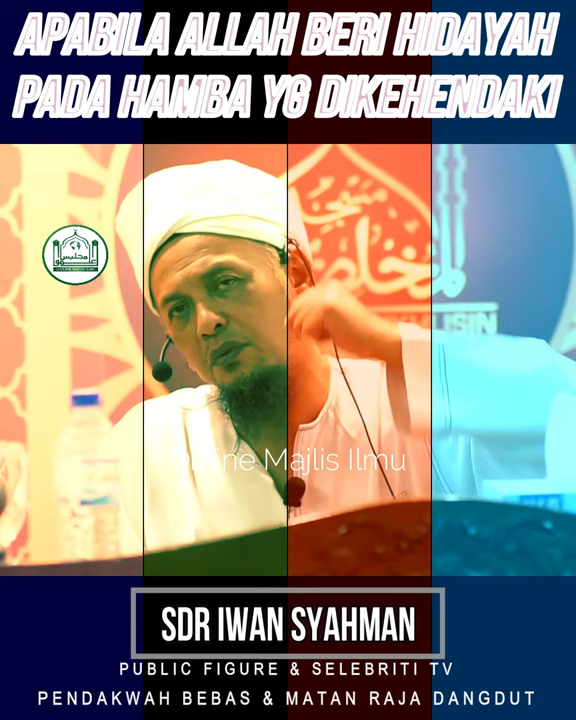 APABILA ALLAH BERI HIDAYAH
PADA HAMBA YG DIKEHENDAKI
Majlis Ilmu
SDR IWAN SYAHMAN
PUBLIC FIGURE & SELEBRITI TV
PENDAKWAH BEBAS & MATAN RAJA DANGDUT